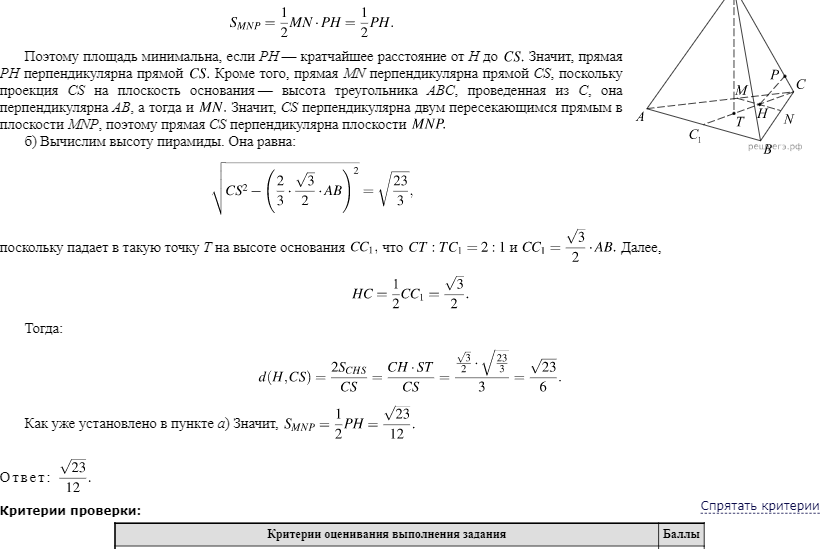 S_{MNP} = \frac{1}{2} MN \cdot PH = \frac{1}{2} PH.
Поэтому площадь минимальна, если PH — кратчайшее расстояние от H до CS. Значит, прямая
PH перпендикулярна прямой CS. Кроме того, прямая MN перпендикулярна прямой CS, поскольку
проекция CS на плоскость основания — высота треугольника ABC, проведенная из C, она
перпендикулярна AB, а тогда и MN. Значит, CS перпендикулярна двум пересекающимся прямым в
плоскости MNP, поэтому прямая CS перпендикулярна плоскости MNP.
б) Вычислим высоту пирамиды. Она равна:
\sqrt{CS^2 - \left(\frac{2}{3} \cdot \frac{\sqrt{3}}{2} \cdot AB\right)^2} = \sqrt{\frac{23}{3}},
поскольку падает в такую точку T на высоте основания CC_1, что CT : TC_1 = 2 : 1 и CC_1 = \frac{\sqrt{3}}{2} \cdot AB. Далее,
HC = \frac{1}{2} CC_1 = \frac{\sqrt{3}}{2}.
Тогда:
d(H, CS) = \frac{2S_{CHS}}{CS} = \frac{CH \cdot ST}{CS} = \frac{\frac{\sqrt{3}}{2} \cdot \sqrt{\frac{23}{3}}}{3} = \frac{\sqrt{23}}{6}.
Как уже установлено в пункте а) Значит, S_{MNP} = \frac{1}{2} PH = \frac{\sqrt{23}}{12}.
Ответ: \frac{\sqrt{23}}{12}.
P
C
M
A
H
T
N
C_1
B
решуегэ.рф
Спрятать критерии
Критерии проверки:
Критерии оценивания выполнения задания Баллы